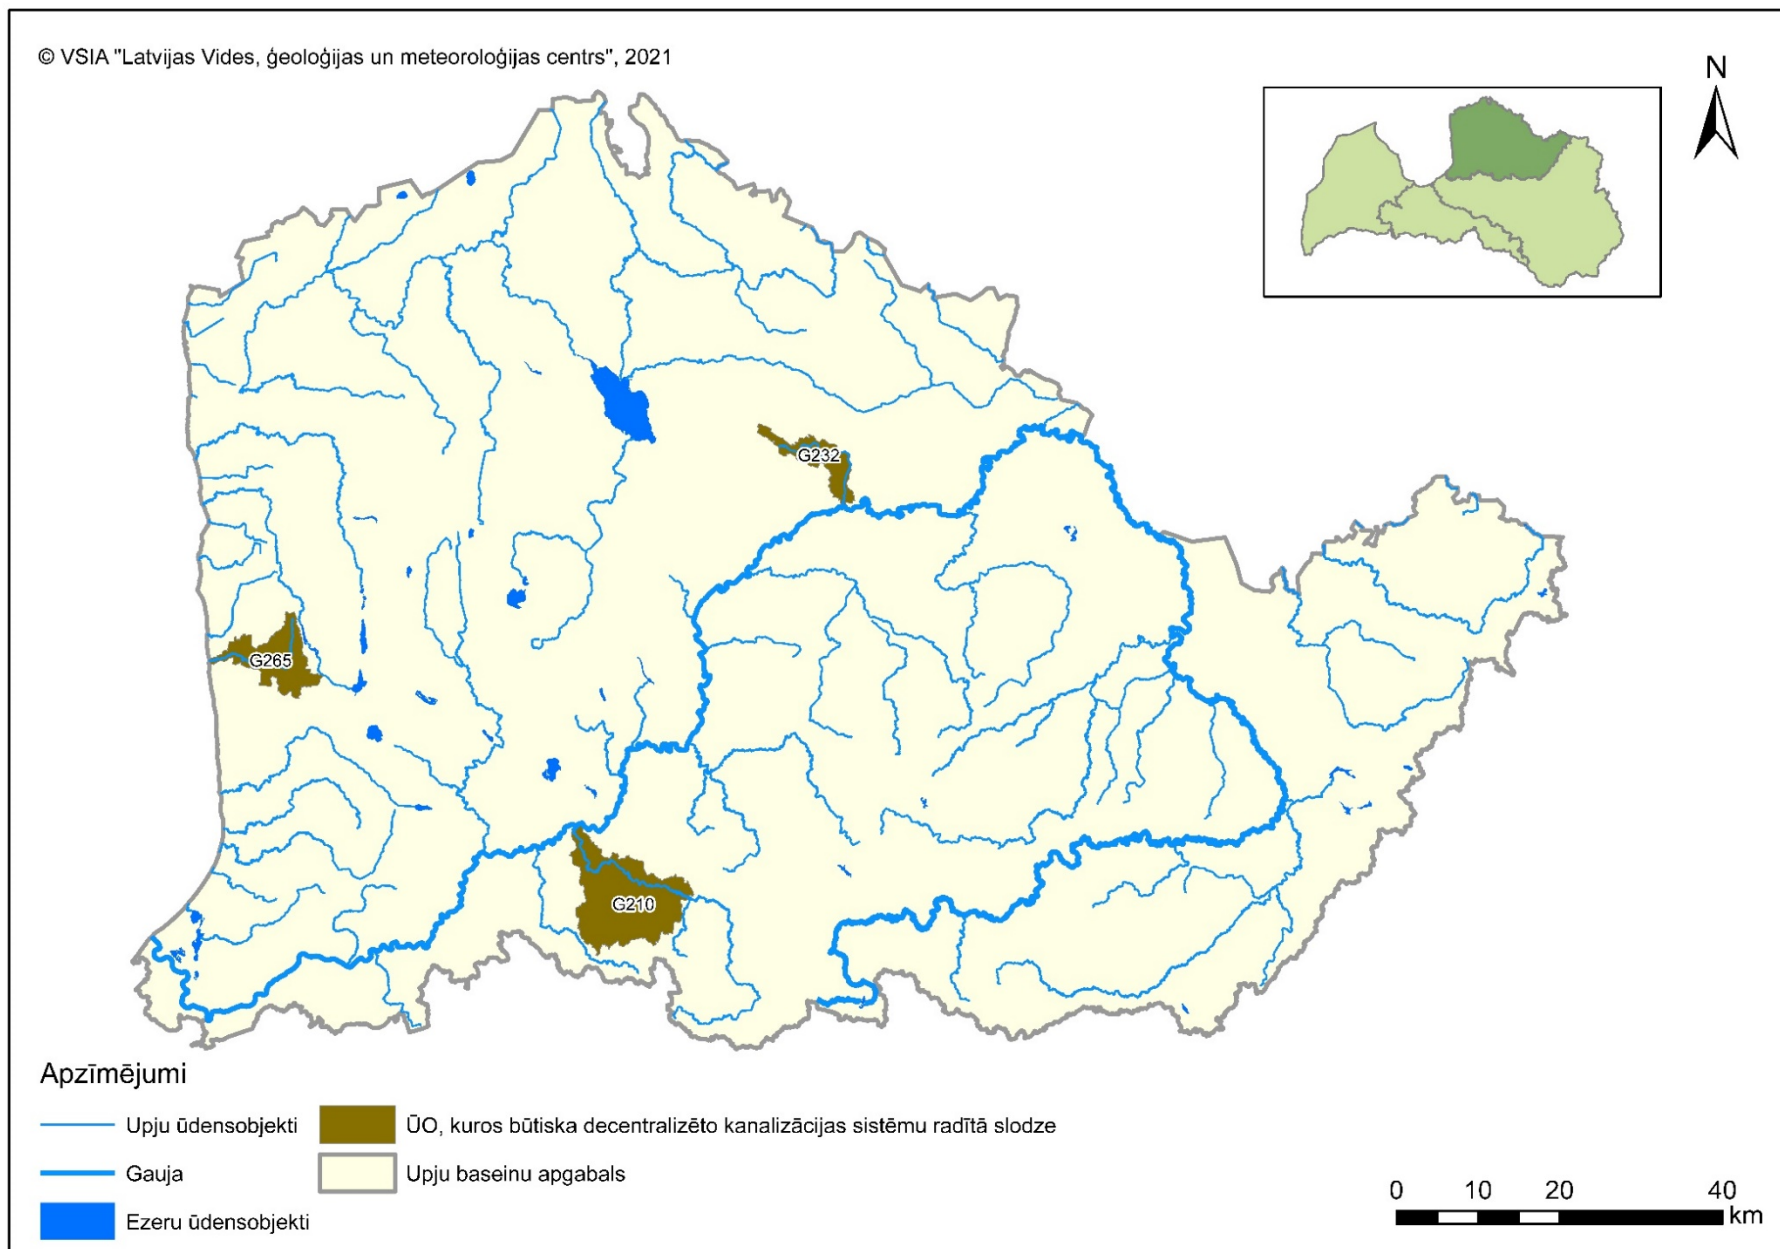 © VSIA "Latvijas Vides, ģeoloģijas un meteoroloģijas centrs", 2021
N
G232
G265
G210
Apzīmējumi
Upju ūdensobjekti
ŪO, kuros būtiska decentralizēto kanalizācijas sistēmu radītā slodze
Gauja
Upju baseinu apgabals
Ezeru ūdensobjekti
0 10 20 40
km